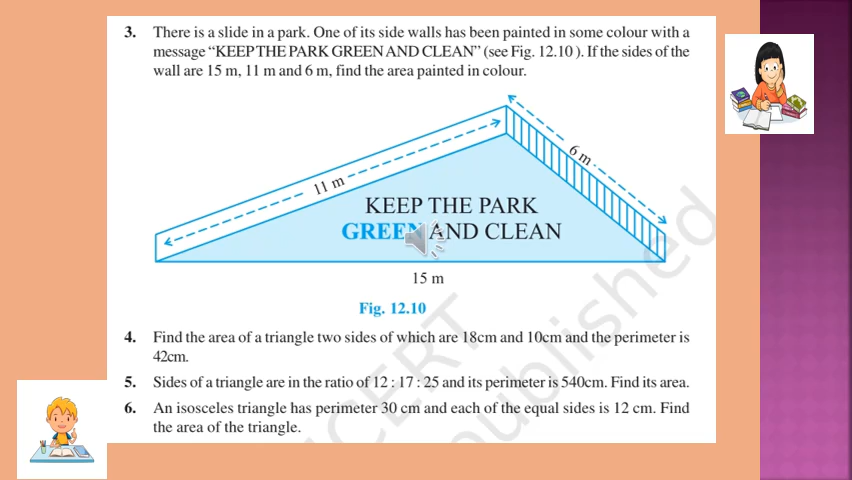 3. There is a slide in a park. One of its side walls has been painted in some colour with a
message “KEEP THE PARK GREEN AND CLEAN” (see Fig. 12.10 ). If the sides of the
wall are 15 m, 11 m and 6 m, find the area painted in colour.
11 m
6 m
KEEP THE PARK
GREEN AND CLEAN
15 m
Fig. 12.10
4. Find the area of a triangle two sides of which are 18cm and 10cm and the perimeter is
42cm.
5. Sides of a triangle are in the ratio of 12 : 17 : 25 and its perimeter is 540cm. Find its area.
6. An isosceles triangle has perimeter 30 cm and each of the equal sides is 12 cm. Find
the area of the triangle.
published